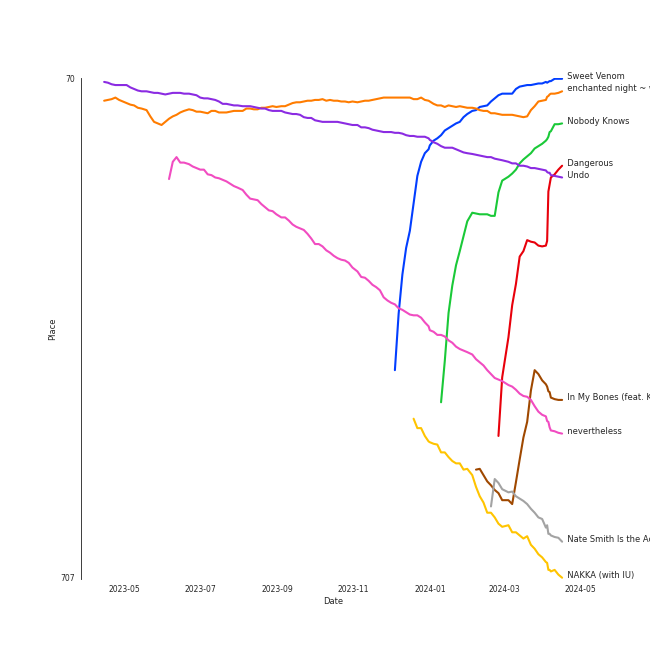 70
Sweet Venom
enchanted night ~
Nobody Knows
Dangerous
Undo
Place
In My Bones (feat.
nevertheless
Nate Smith Is the
NAKKA (with IU)
707
2023-05 2023-07 2023-09 2023-11 2024-01 2024-03 2024-05
Date